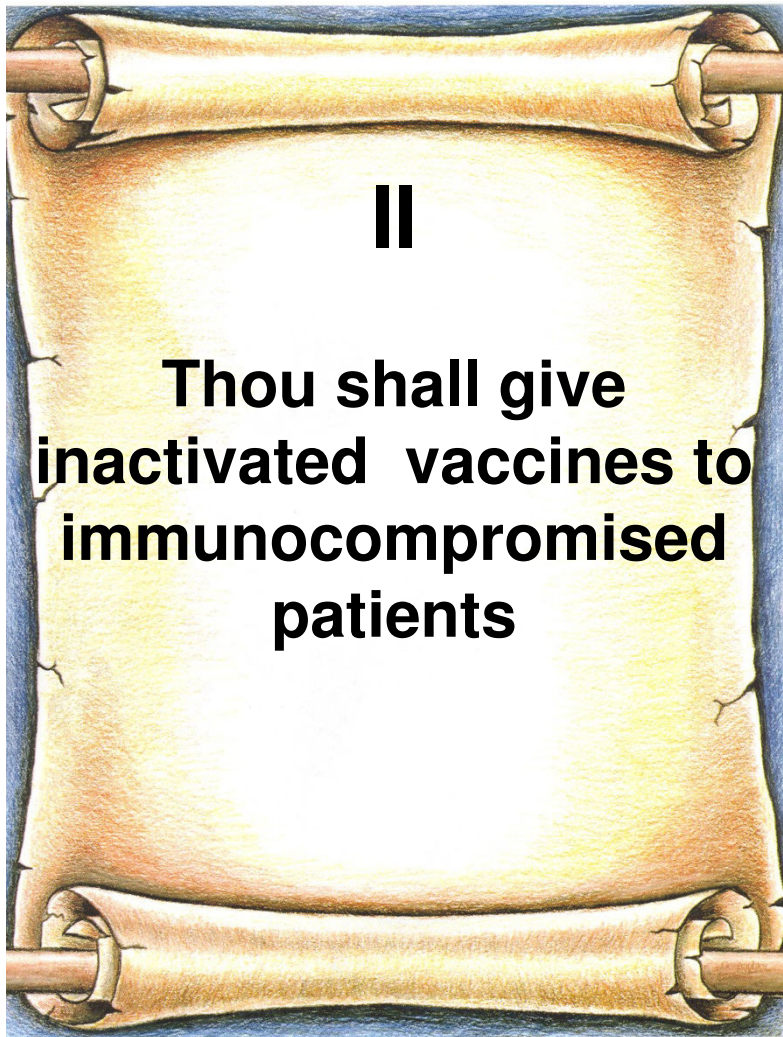 II
Thou shall give
inactivated  vaccines to
immunocompromised
patients